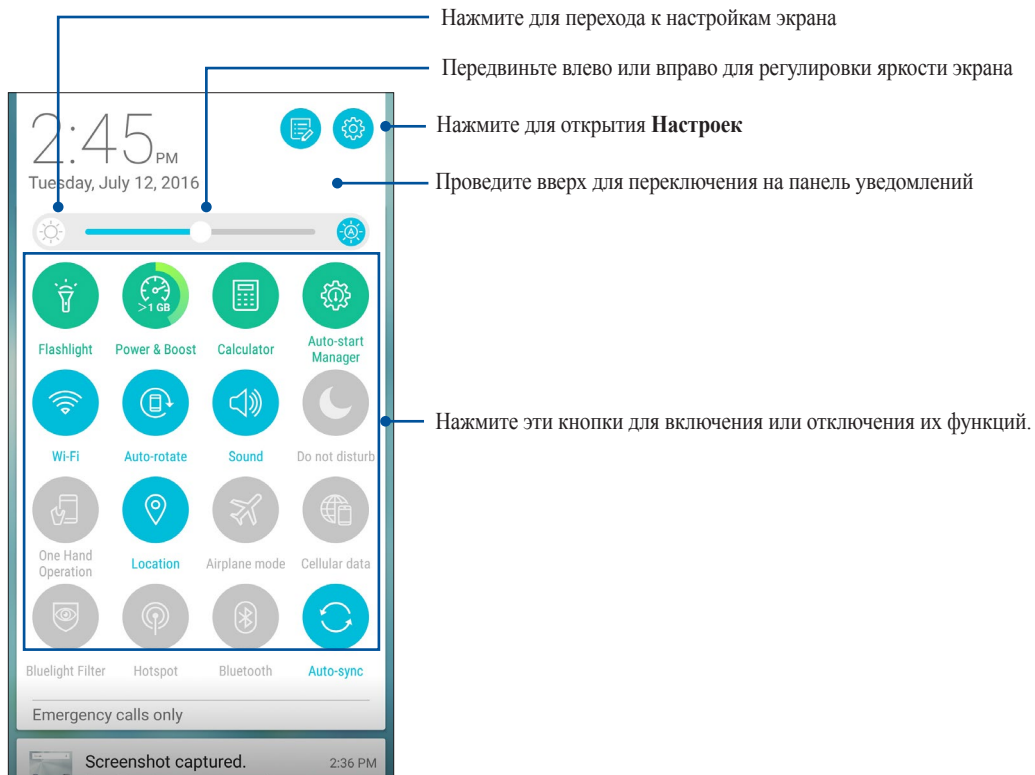 Нажмите для перехода к настройкам экрана
Передвиньте влево или вправо для регулировки яркости экрана
2:45 PM
Нажмите для открытия Настроек
Tuesday, July 12, 2016
Проведите вверх для переключения на панель уведомлений
A
>1 GB
Flashlight Power & Boost Calculator Auto-start
Manager
Нажмите эти кнопки для включения или отключения их функций.
Wi-Fi Auto-rotate Sound Do not disturb
One Hand
Operation Location Airplane mode Cellular data
Bluelight Filter Hotspot Bluetooth Auto-sync
Emergency calls only
Screenshot captured. 2:36 PM